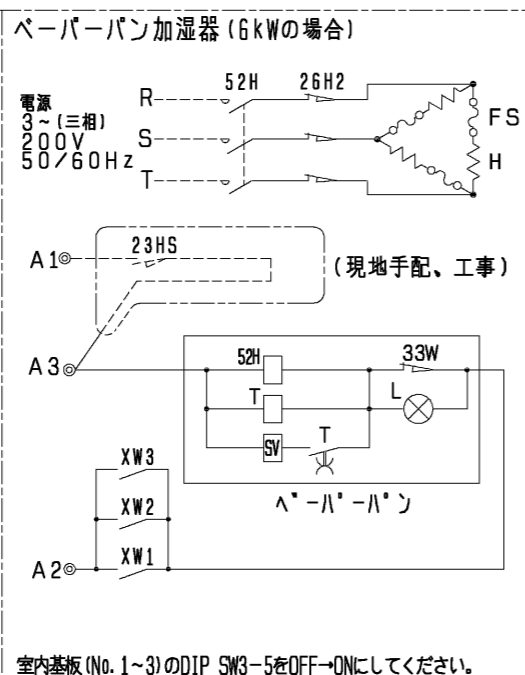 ペーパーパン加湿器(6kWの場合)
電源
3~(三相)
200V
50/60Hz
R
S
T
52H
26H2
FS
H
A1
23HS
(現地手配、工事)
A3
52H
33W
T
L
SV
T
ペーパーパン
XW3
XW2
XW1
A2
室内基板(No.1~3)のDIP SW3-5をOFF→ONにしてください。